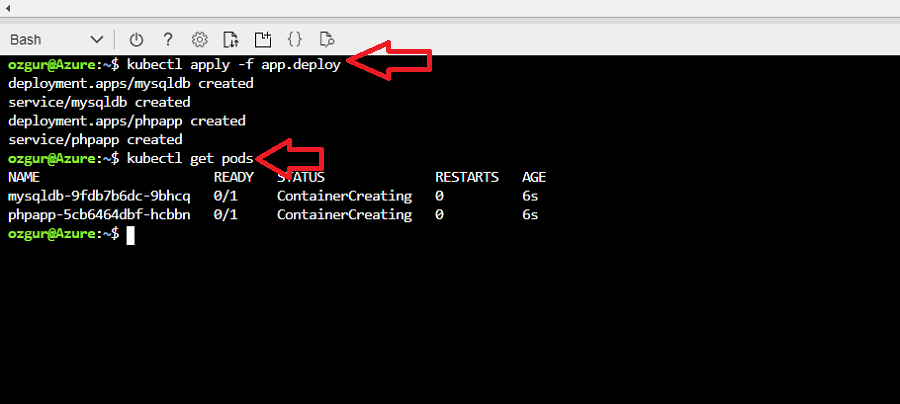 Bash
ozgur@Azure:~$ kubectl apply -f app.deploy
deployment.apps/mysqldb created
service/mysqldb created
deployment.apps/phpapp created
service/phpapp created
ozgur@Azure:~$ kubectl get pods
NAME READY STATUS RESTARTS AGE
mysqldb-9fdb7b6dc-9bhcq 0/1 ContainerCreating 0 6s
phpapp-5cb6464dbf-hcbbn 0/1 ContainerCreating 0 6s
ozgur@Azure:~$